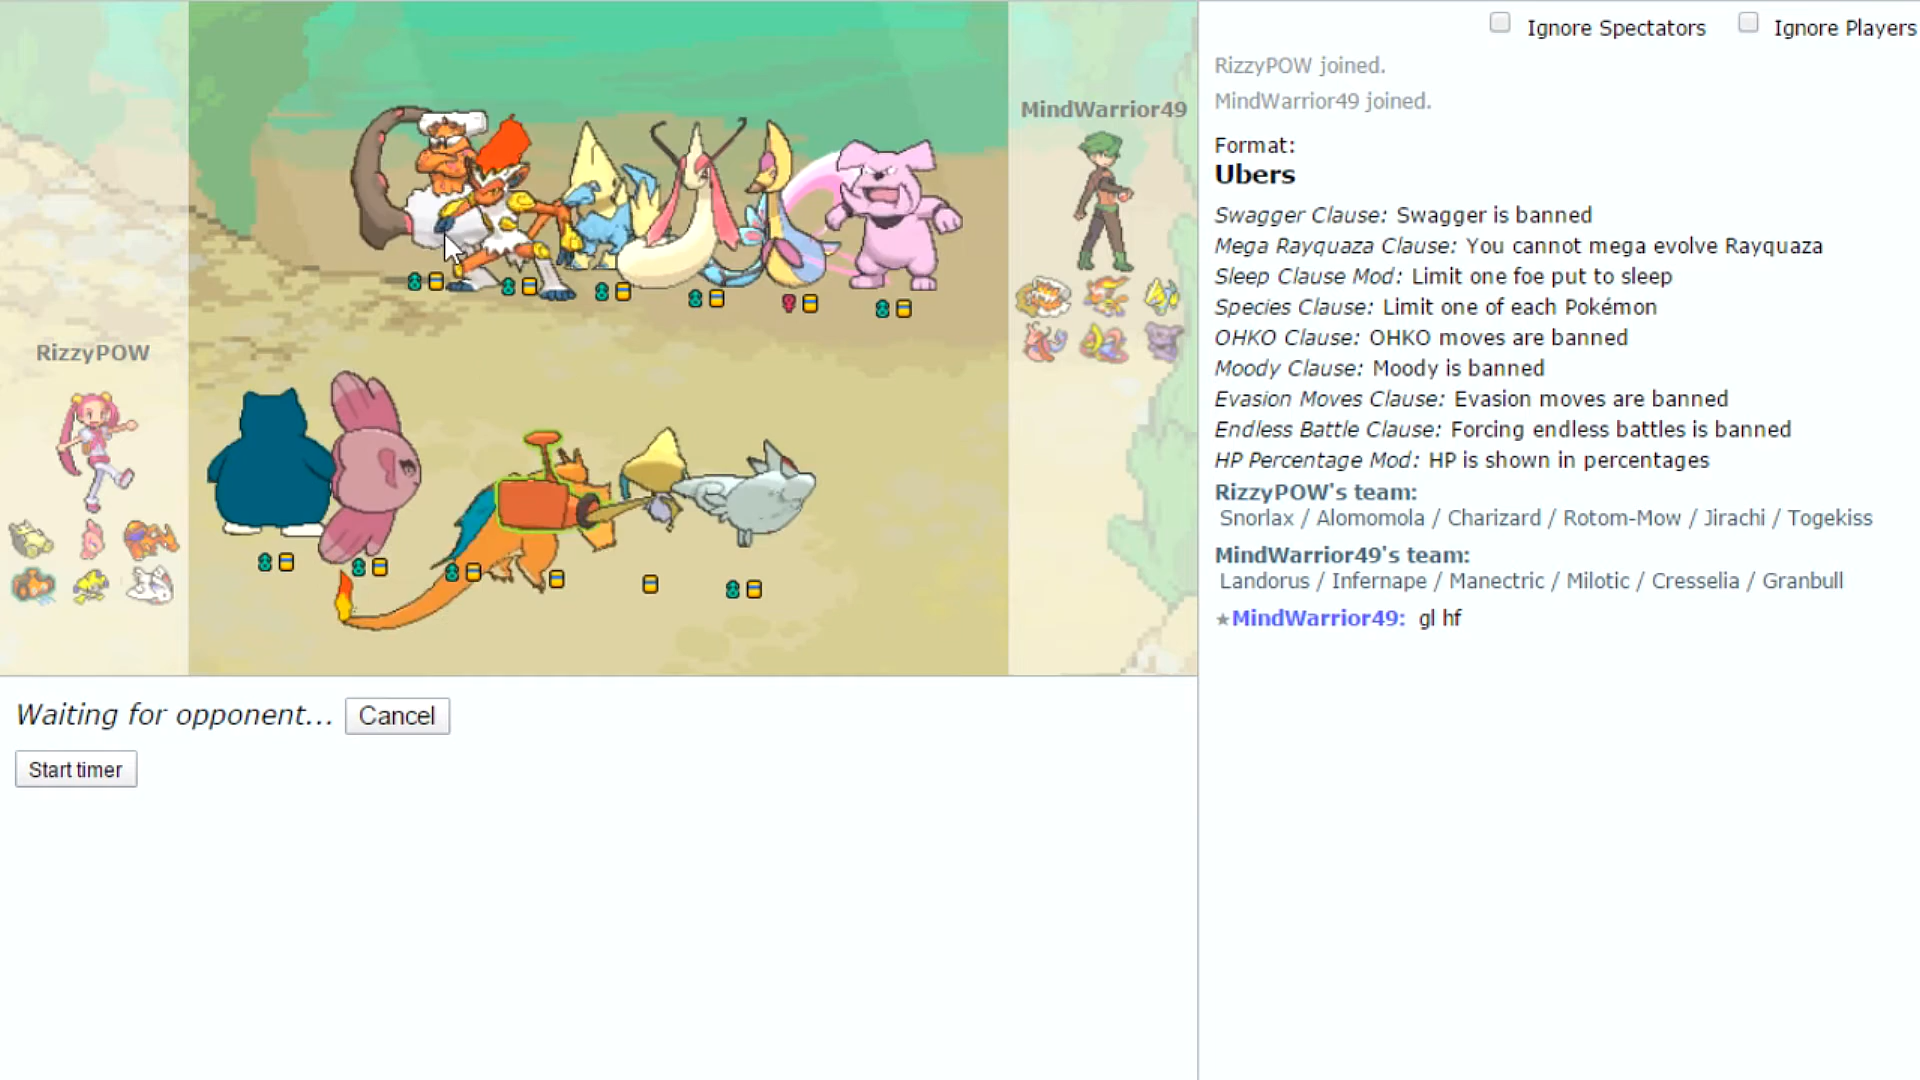 Ignore Spectators
Ignore Players
RizzyPOW joined.
MindWarrior49 joined.
MindWarrior49
Format:
Ubers
Swagger Clause: Swagger is banned
Mega Rayquaza Clause: You cannot mega evolve Rayquaza
Sleep Clause Mod: Limit one foe put to sleep
Species Clause: Limit one of each Pokémon
OHKO Clause: OHKO moves are banned
Moody Clause: Moody is banned
Evasion Moves Clause: Evasion moves are banned
Endless Battle Clause: Forcing endless battles is banned
HP Percentage Mod: HP is shown in percentages
RizzyPOW's team:
Snorlax / Alomomola / Charizard / Rotom-Mow / Jirachi / Togekiss
MindWarrior49's team:
Landorus / Infernape / Manectric / Milotic / Cresselia / Granbull
★MindWarrior49: gl hf
RizzyPOW
Waiting for opponent...
Cancel
Start timer